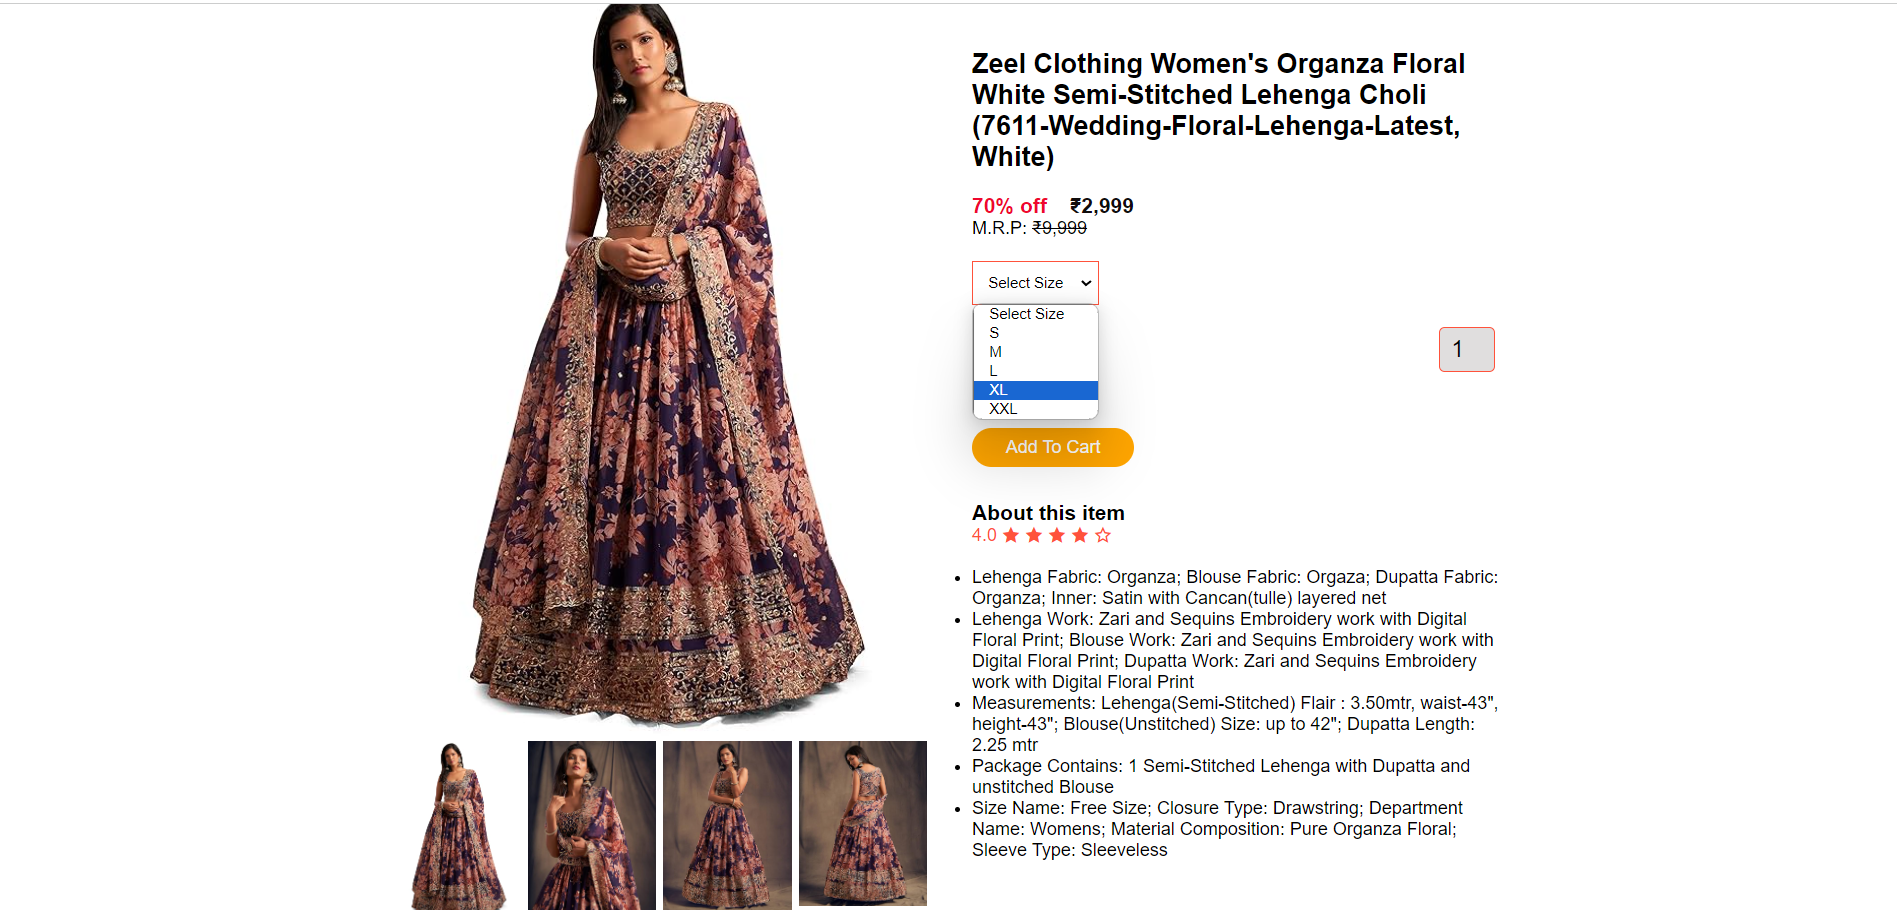 Zeel Clothing Women's Organza Floral
White Semi-Stitched Lehenga Choli
(7611-Wedding-Floral-Lehenga-Latest,
White)
70% off ₹2,999
M.R.P: ₹9,999
Select Size
Select Size
S
M
L
XL
XXL
1
Add To Cart
About this item
4.0
Lehenga Fabric: Organza; Blouse Fabric: Orgaza; Dupatta Fabric:
Organza; Inner: Satin with Cancan(tulle) layered net
Lehenga Work: Zari and Sequins Embroidery work with Digital
Floral Print; Blouse Work: Zari and Sequins Embroidery work with
Digital Floral Print; Dupatta Work: Zari and Sequins Embroidery
work with Digital Floral Print
Measurements: Lehenga(Semi-Stitched) Flair : 3.50mtr, waist-43",
height-43"; Blouse(Unstitched) Size: up to 42"; Dupatta Length:
2.25 mtr
Package Contains: 1 Semi-Stitched Lehenga with Dupatta and
unstitched Blouse
Size Name: Free Size; Closure Type: Drawstring; Department
Name: Womens; Material Composition: Pure Organza Floral;
Sleeve Type: Sleeveless